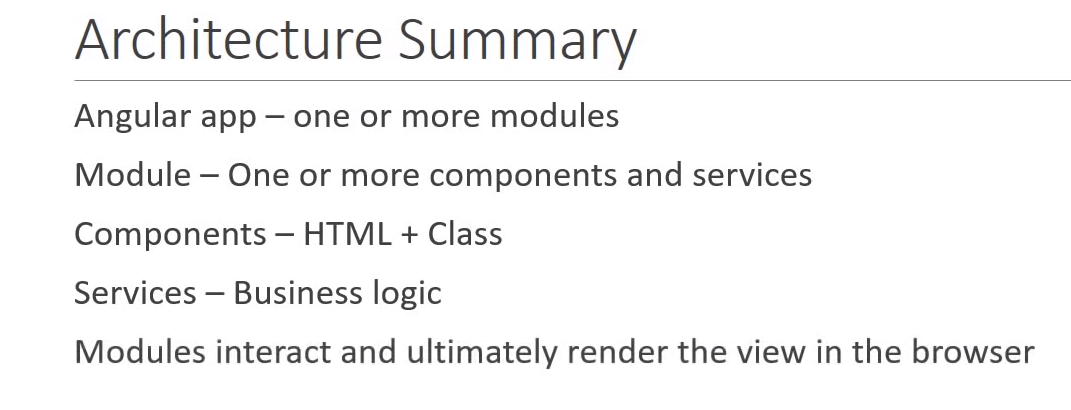 Architecture Summary
Angular app – one or more modules
Module – One or more components and services
Components – HTML + Class
Services – Business logic
Modules interact and ultimately render the view in the browser